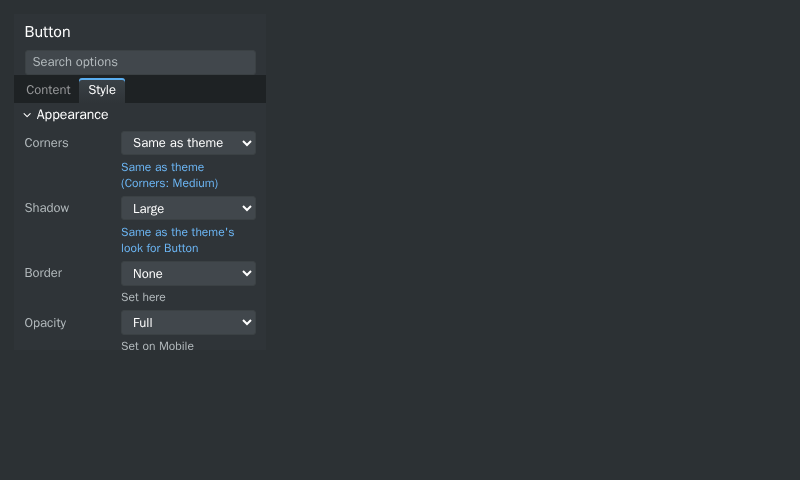 Button
Search options
Content Style
Appearance
Corners Same as theme
Same as theme
(Corners: Medium)
Shadow Large
Same as the theme's
look for Button
Border None
Set here
Opacity Full
Set on Mobile